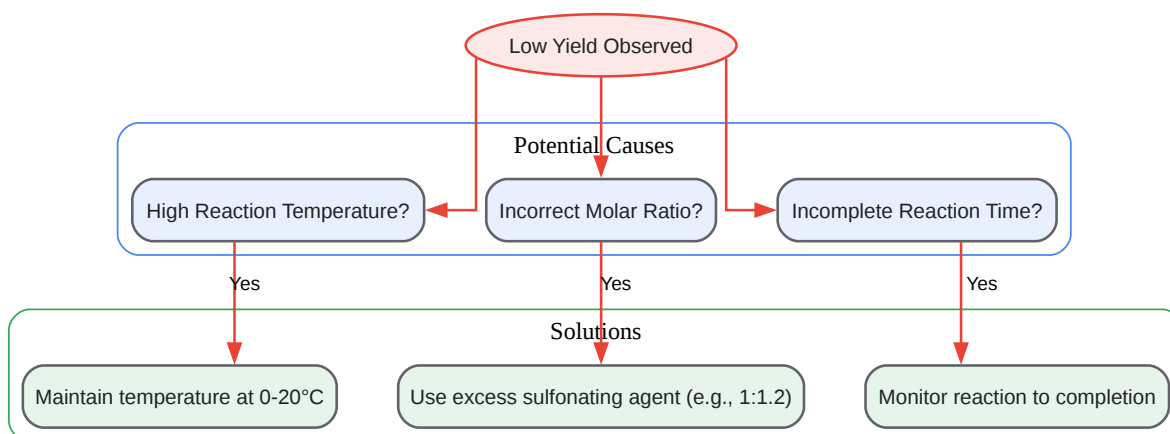 Low Yield Observed
Potential Causes
High Reaction Temperature?
Incorrect Molar Ratio?
Incomplete Reaction Time?
Yes
Yes
Yes
Solutions
Maintain temperature at 0-20°C
Use excess sulfonating agent (e.g., 1:1.2)
Monitor reaction to completion